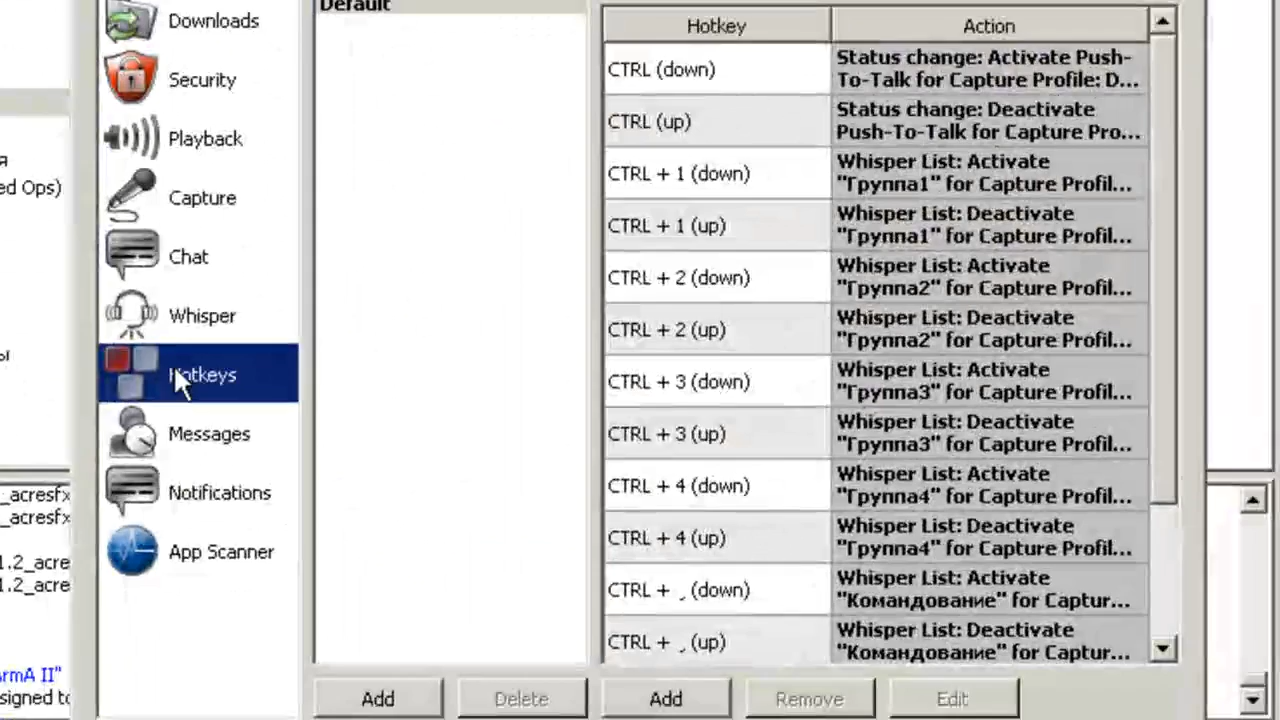 Default
Downloads
Security
Playback
Capture
Chat
Whisper
Hotkeys
Messages
Notifications
App Scanner
Hotkey Action
CTRL (down) Status change: Activate Push-
To-Talk for Capture Profile: D...
CTRL (up) Status change: Deactivate
Push-To-Talk for Capture Pro...
CTRL + 1 (down) Whisper List: Activate
"Группа1" for Capture Profil...
CTRL + 1 (up) Whisper List: Deactivate
"Группа1" for Capture Profil...
CTRL + 2 (down) Whisper List: Activate
"Группа2" for Capture Profil...
CTRL + 2 (up) Whisper List: Deactivate
"Группа2" for Capture Profil...
CTRL + 3 (down) Whisper List: Activate
"Группа3" for Capture Profil...
CTRL + 3 (up) Whisper List: Deactivate
"Группа3" for Capture Profil...
CTRL + 4 (down) Whisper List: Activate
"Группа4" for Capture Profil...
CTRL + 4 (up) Whisper List: Deactivate
"Группа4" for Capture Profil...
CTRL + ˏ (down) Whisper List: Activate
"Командование" for Captur...
CTRL + ˏ (up) Whisper List: Deactivate
"Командование" for Captur...
Add Delete Add Remove Edit
я
ed Ops)
ы
_acresfx
_acresfx
1.2_acre
1.2_acre
rmA II"
signed to